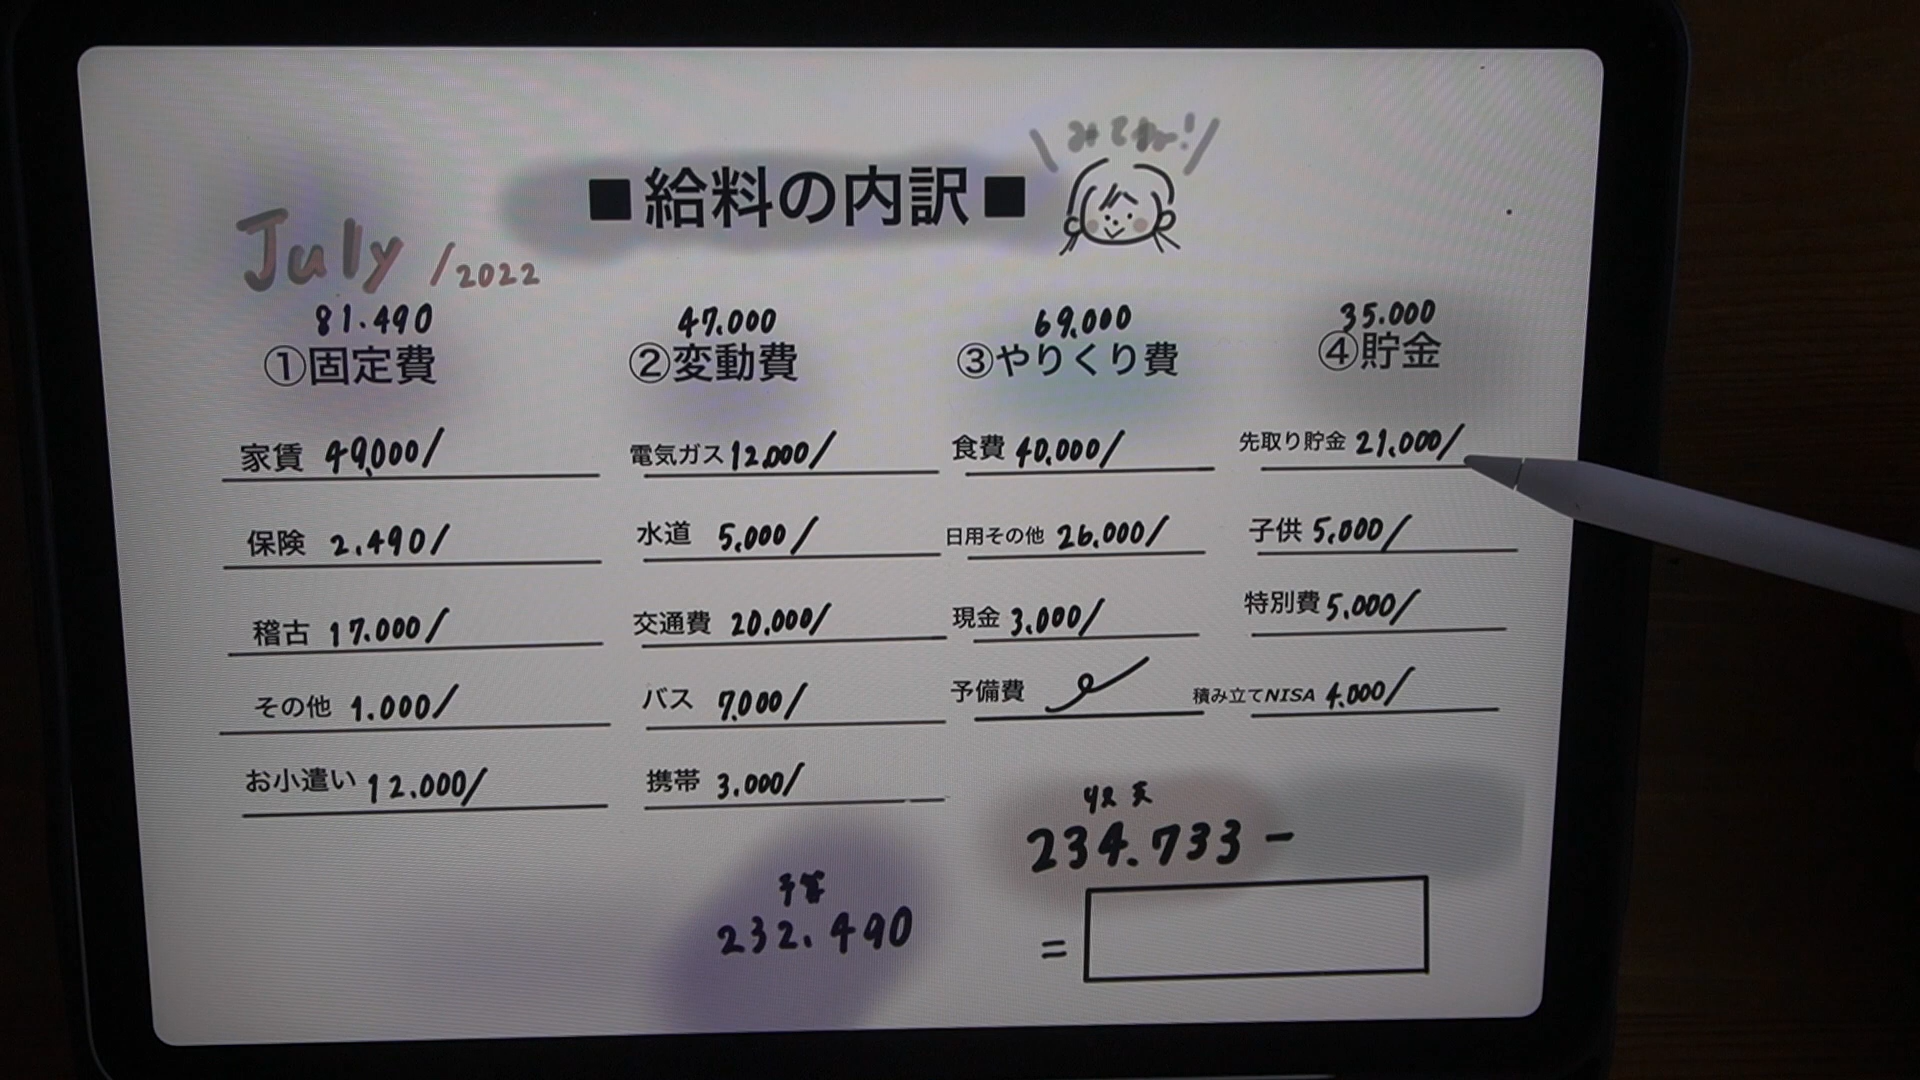 \みてねー!/
■給料の内訳■
July /2022
81.490
①固定費
家賃 49,000/
保険 2.490/
稽古 17.000/
その他 1.000/
お小遣い 12.000/
47.000
②変動費
電気ガス 12.000/
水道 5,000/
交通費 20.000/
バス 7,000/
携帯 3.000/
69,000
③やりくり費
食費 40,000/
日用その他 26.000/
現金 3,000/
予備費
35.000
④貯金
先取り貯金 21.000/
子供 5,000/
特別費 5,000/
積み立てNISA 4.000/
予算
232.490
収支
234.733 -
=